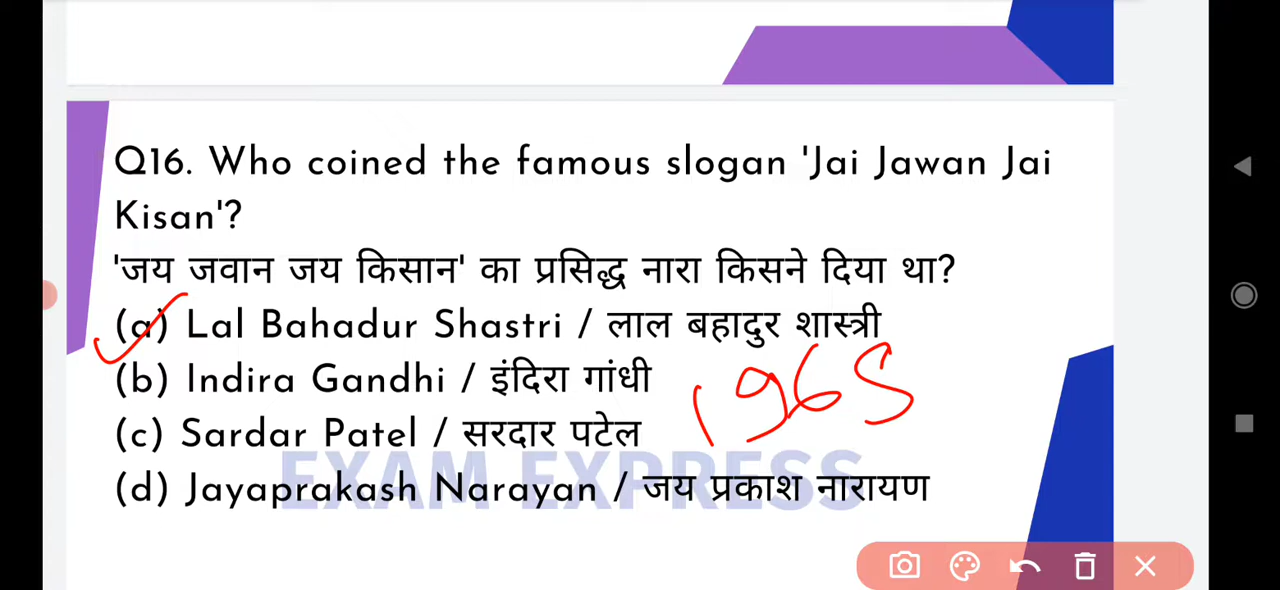 Q16. Who coined the famous slogan 'Jai Jawan Jai
Kisan'?
'जय जवान जय किसान' का प्रसिद्ध नारा किसने दिया था?
(a) Lal Bahadur Shastri / लाल बहादुर शास्त्री
(b) Indira Gandhi / इंदिरा गांधी
1965
(c) Sardar Patel / सरदार पटेल
EXAM EXPRESS
(d) Jayaprakash Narayan / जय प्रकाश नारायण